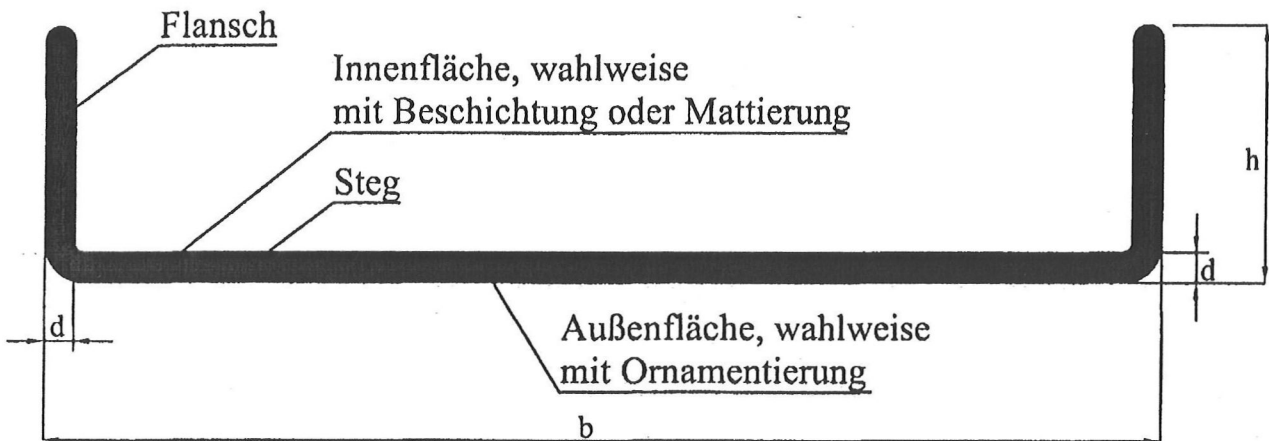 Flansch
Innenfläche, wahlweise
mit Beschichtung oder Mattierung
h
Steg
d
d
Außenfläche, wahlweise
mit Ornamentierung
b